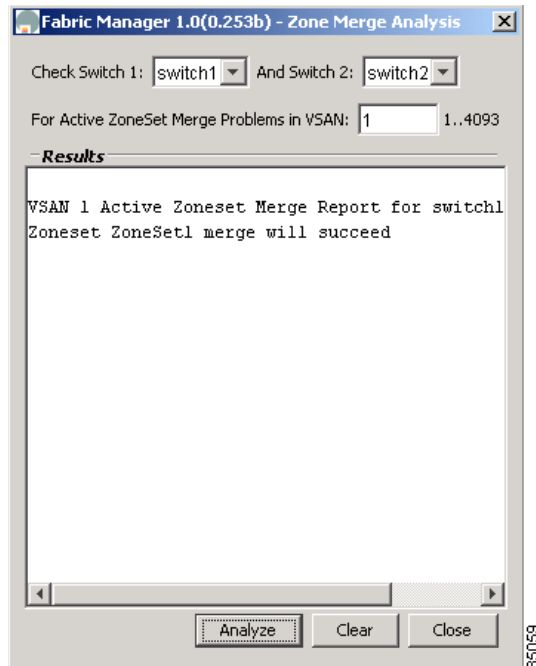 Fabric Manager 1.0(0.253b) - Zone Merge Analysis
Check Switch 1: switch1 And Switch 2: switch2
For Active ZoneSet Merge Problems in VSAN: 1 1..4093
Results
VSAN 1 Active Zoneset Merge Report for switch1
Zoneset ZoneSet1 merge will succeed
Analyze Clear Close
85059